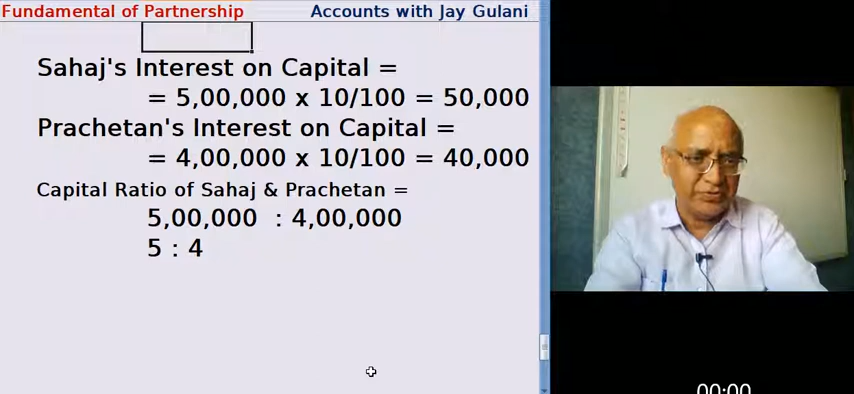 Fundamental of Partnership Accounts with Jay Gulani
Sahaj's Interest on Capital =
= 5,00,000 x 10/100 = 50,000
Prachetan's Interest on Capital =
= 4,00,000 x 10/100 = 40,000
Capital Ratio of Sahaj & Prachetan =
5,00,000 : 4,00,000
5 : 4
00:00